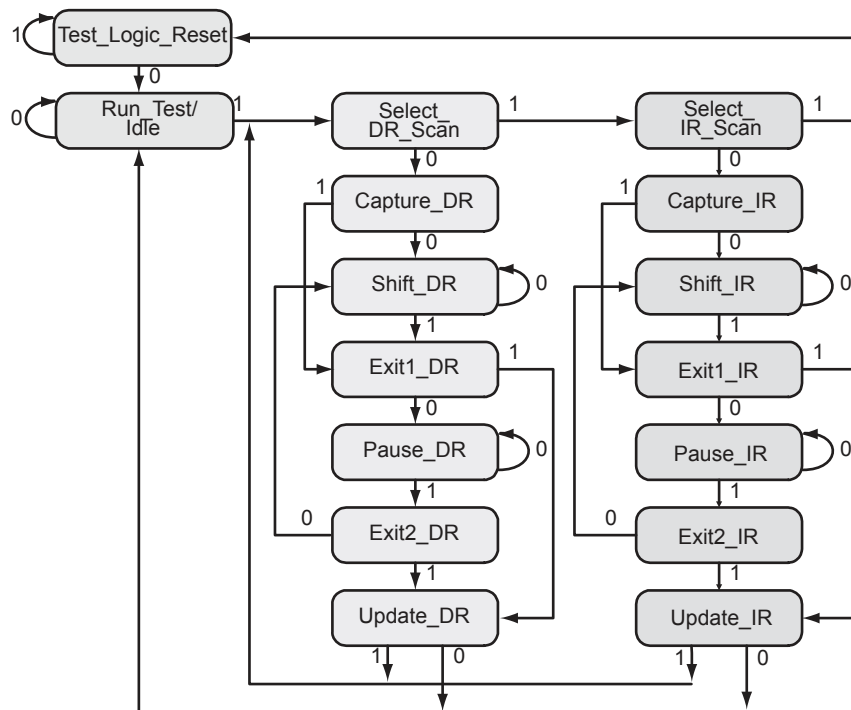 Test_Logic_Reset
1
0
Run_Test/
Idle
0
1
Select_
DR_Scan
1
Select_
IR_Scan
1
0
0
1
Capture_DR
1
Capture_IR
0
0
Shift_DR
0
Shift_IR
0
1
1
Exit1_DR
1
Exit1_IR
1
0
0
Pause_DR
0
Pause_IR
0
1
1
0
Exit2_DR
0
Exit2_IR
1
1
Update_DR
Update_IR
1
0
1
0